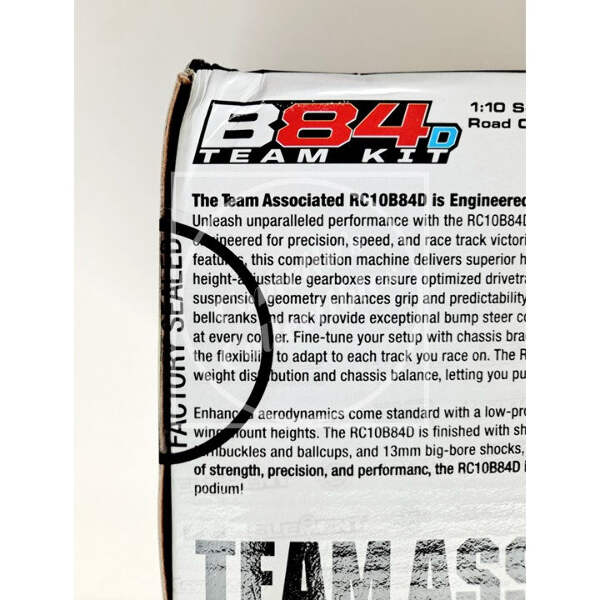 B84D
TEAM KIT
1:10 S
Road
The Team Associated RC10B84D is Engineered
Unleash unparalleled performance with the RC10B84D
engineered for precision, speed, and race track victori
features, this competition machine delivers superior h
height-adjustable gearboxes ensure optimized drivetra
suspension geometry enhances grip and predictability
bellcranks and rack provide exceptional bump steer co
at every corner. Fine-tune your setup with chassis bra
the flexibility to adapt to each track you race on. The R
weight distribution and chassis balance, letting you pu
Enhanced aerodynamics come standard with a low-pro
wing mount heights. The RC10B84D is finished with sh
turnbuckles and ballcups, and 13mm big-bore shocks,
of strength, precision, and performanc, the RC10B84D i
podium!
FACTORY SEALED
TEAM ASS